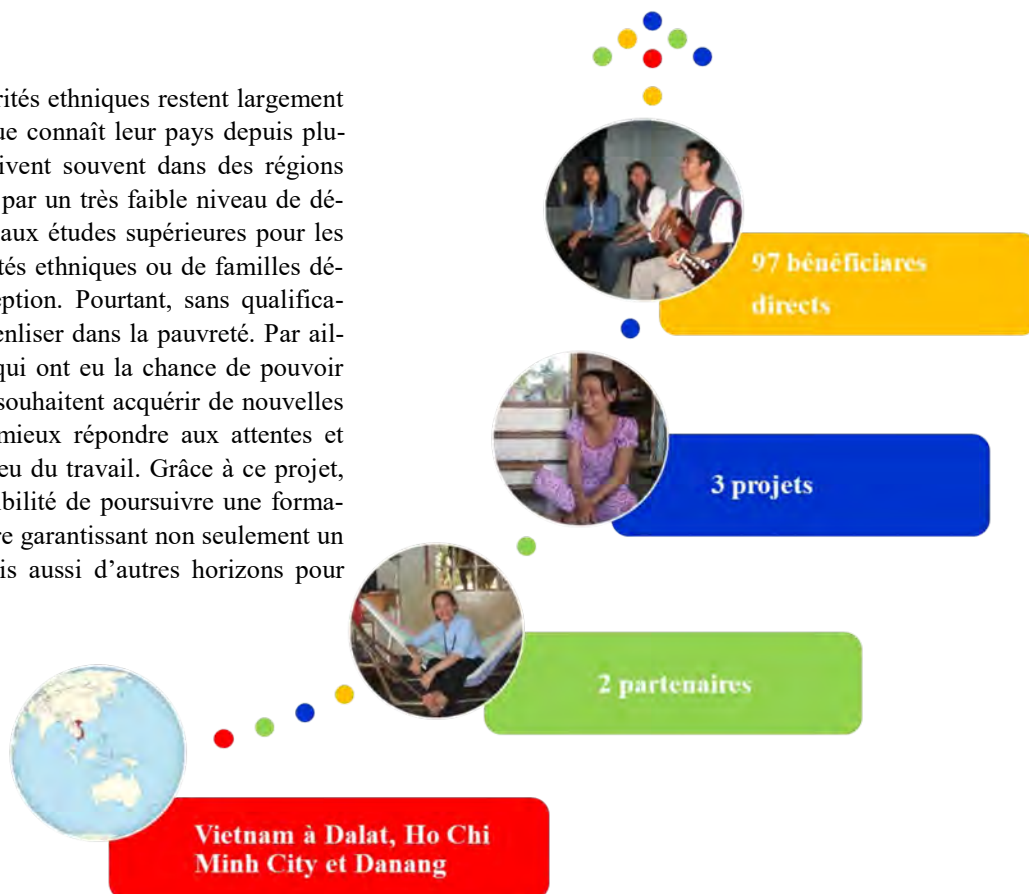 rités ethniques restent largement
ue connaît leur pays depuis plu-
ivent souvent dans des régions
par un très faible niveau de dé-
aux études supérieures pour les
tés ethniques ou de familles dé-
eption. Pourtant, sans qualifica-
enliser dans la pauvreté. Par ail-
qui ont eu la chance de pouvoir
souhaitent acquérir de nouvelles
mieux répondre aux attentes et
eu du travail. Grâce à ce projet,
ibilité de poursuivre une forma-
re garantissant non seulement un
is aussi d'autres horizons pour
97 bénéficiares
directs
3 projets
2 partenaires
Vietnam à Dalat, Ho Chi
Minh City et Danang